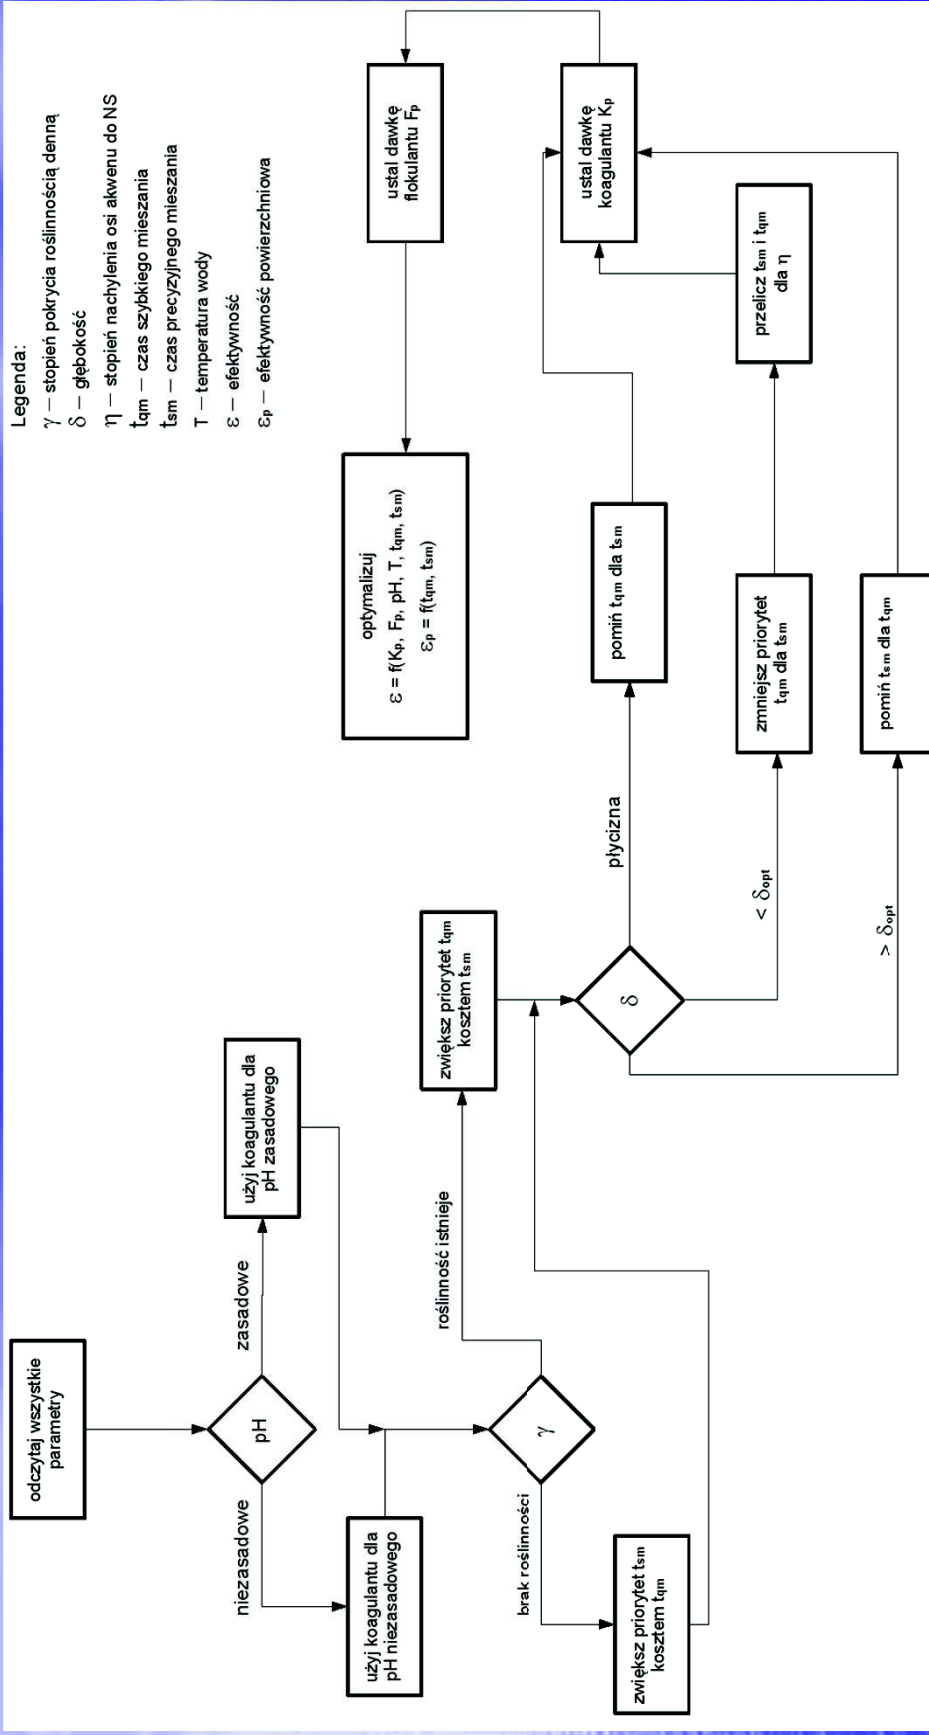 odczytaj wszystkie
parametry
pH
niezasadowe
zasadowe
użyj koagulantu dla
pH niezasadowego
użyj koagulantu dla
pH zasadowego
γ
brak roślinności
roślinność istnieje
zwiększ priorytet tsm
kosztem tqm
zwiększ priorytet tqm
kosztem tsm
δ
płycizna
< δopt
> δopt
pomiń tqm dla tsm
zmniejsz priorytet
tqm dla tsm
pomiń tsm dla tqm
przelicz tsm i tqm
dla η
ustal dawkę
koagulantu Kp
ustal dawkę
flokulantu Fp
optymalizuj
ε = f(Kp, Fp, pH, T, tqm, tsm)
εp = f(tqm, tsm)
Legenda:
γ – stopień pokrycia roślinnością denną
δ – głębokość
η – stopień nachylenia osi akwenu do NS
tqm – czas szybkiego mieszania
tsm – czas precyzyjnego mieszania
T – temperatura wody
ε – efektywność
εp – efektywność powierzchniowa